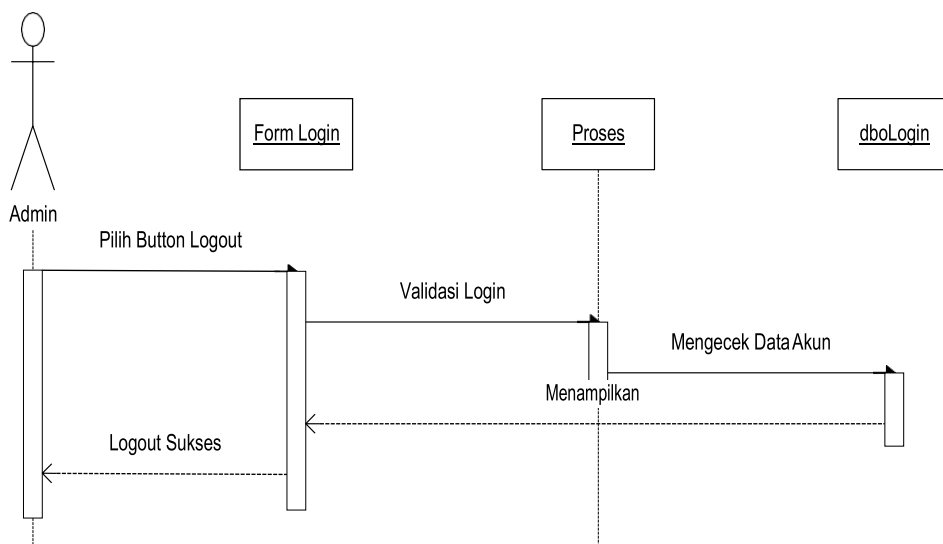 Form Login
Proses
dboLogin
Admin
Pilih Button Logout
Validasi Login
Mengecek Data Akun
Menampilkan
Logout Sukses